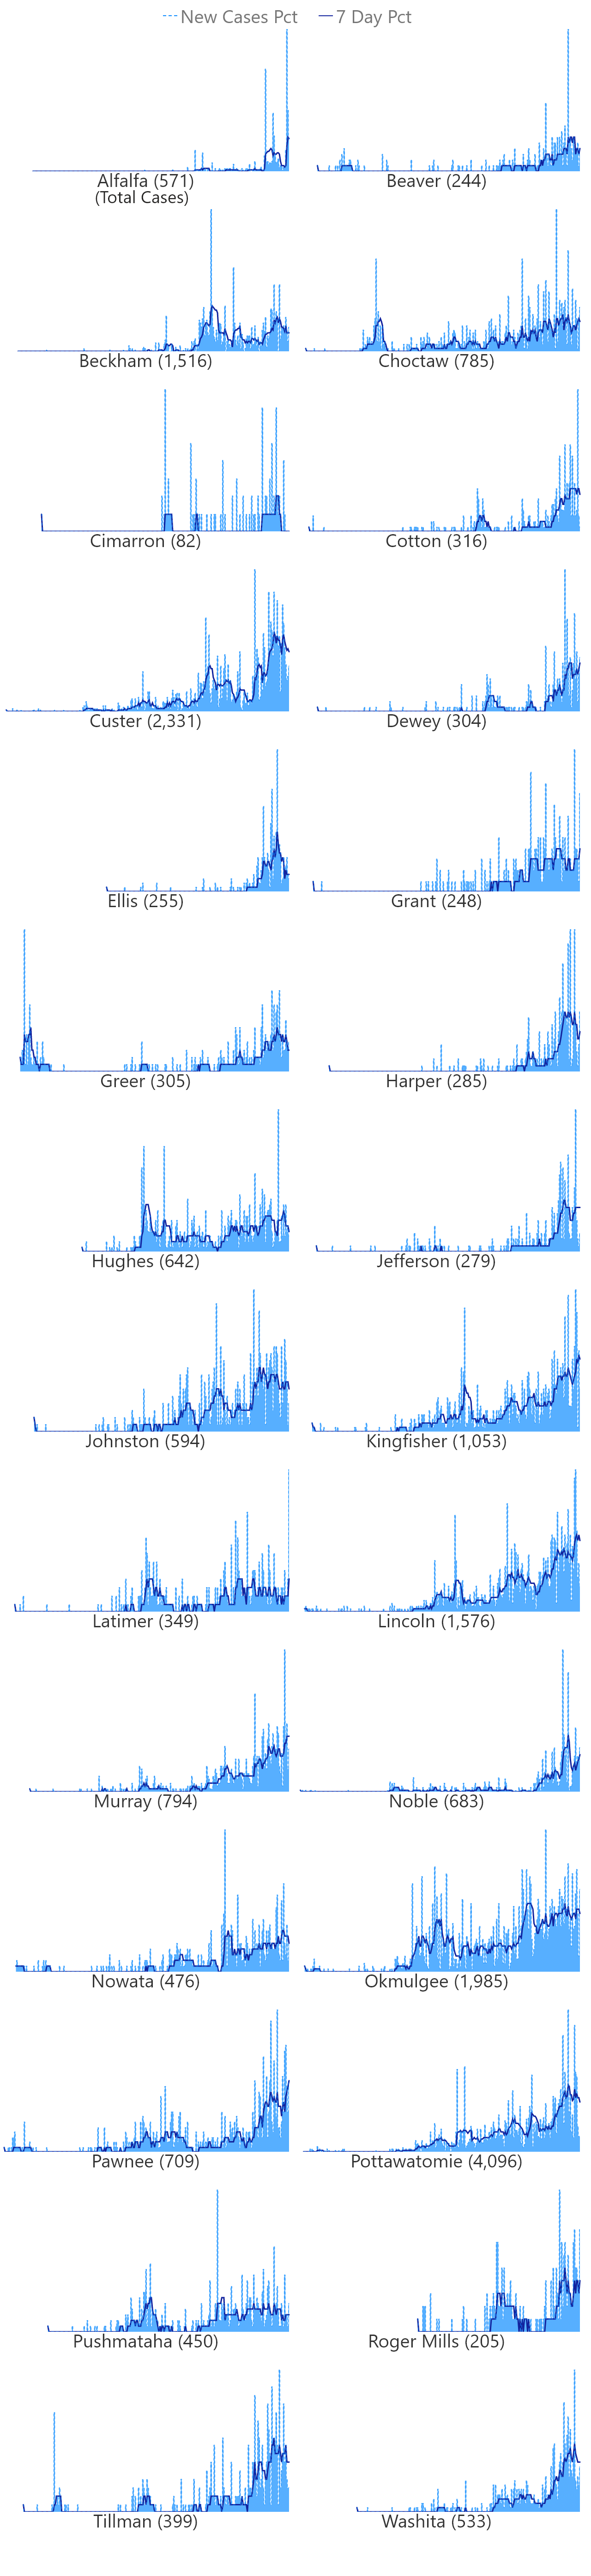 New Cases Pct 7 Day Pct
Alfalfa (571) Beaver (244)
(Total Cases)
Beckham (1,516) Choctaw (785)
Cimarron (82) Cotton (316)
Custer (2,331) Dewey (304)
Ellis (255) Grant (248)
Greer (305) Harper (285)
Hughes (642) Jefferson (279)
Johnston (594) Kingfisher (1,053)
Latimer (349) Lincoln (1,576)
Murray (794) Noble (683)
Nowata (476) Okmulgee (1,985)
Pawnee (709) Pottawatomie (4,096)
Pushmataha (450) Roger Mills (205)
Tillman (399) Washita (533)